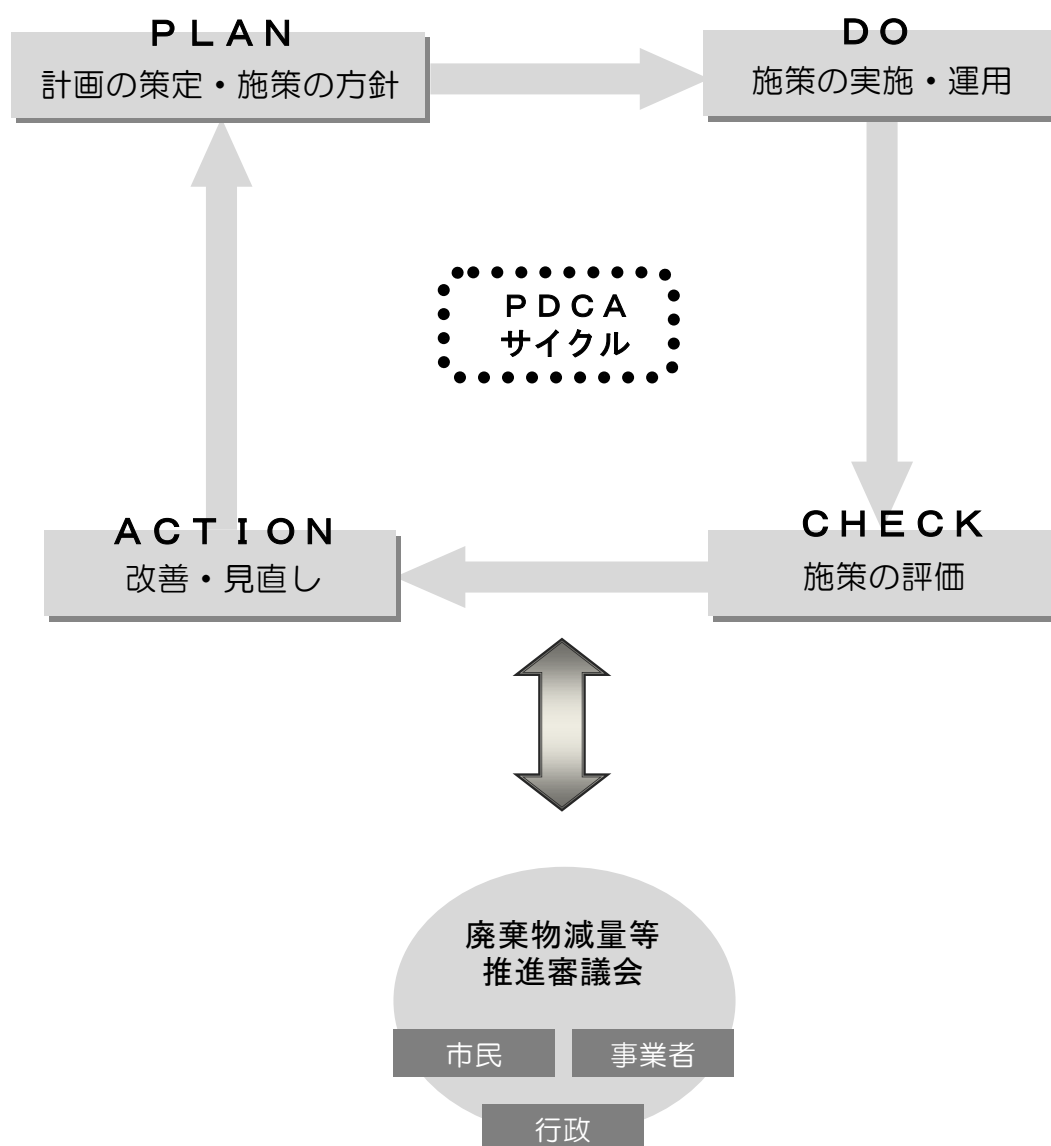 ＰＬＡＮ
計画の策定・施策の方針
ＤＯ
施策の実施・運用
ＰＤＣＡ
サイクル
ＡＣＴＩＯＮ
改善・見直し
ＣＨＥＣＫ
施策の評価
廃棄物減量等
推進審議会
市民
事業者
行政